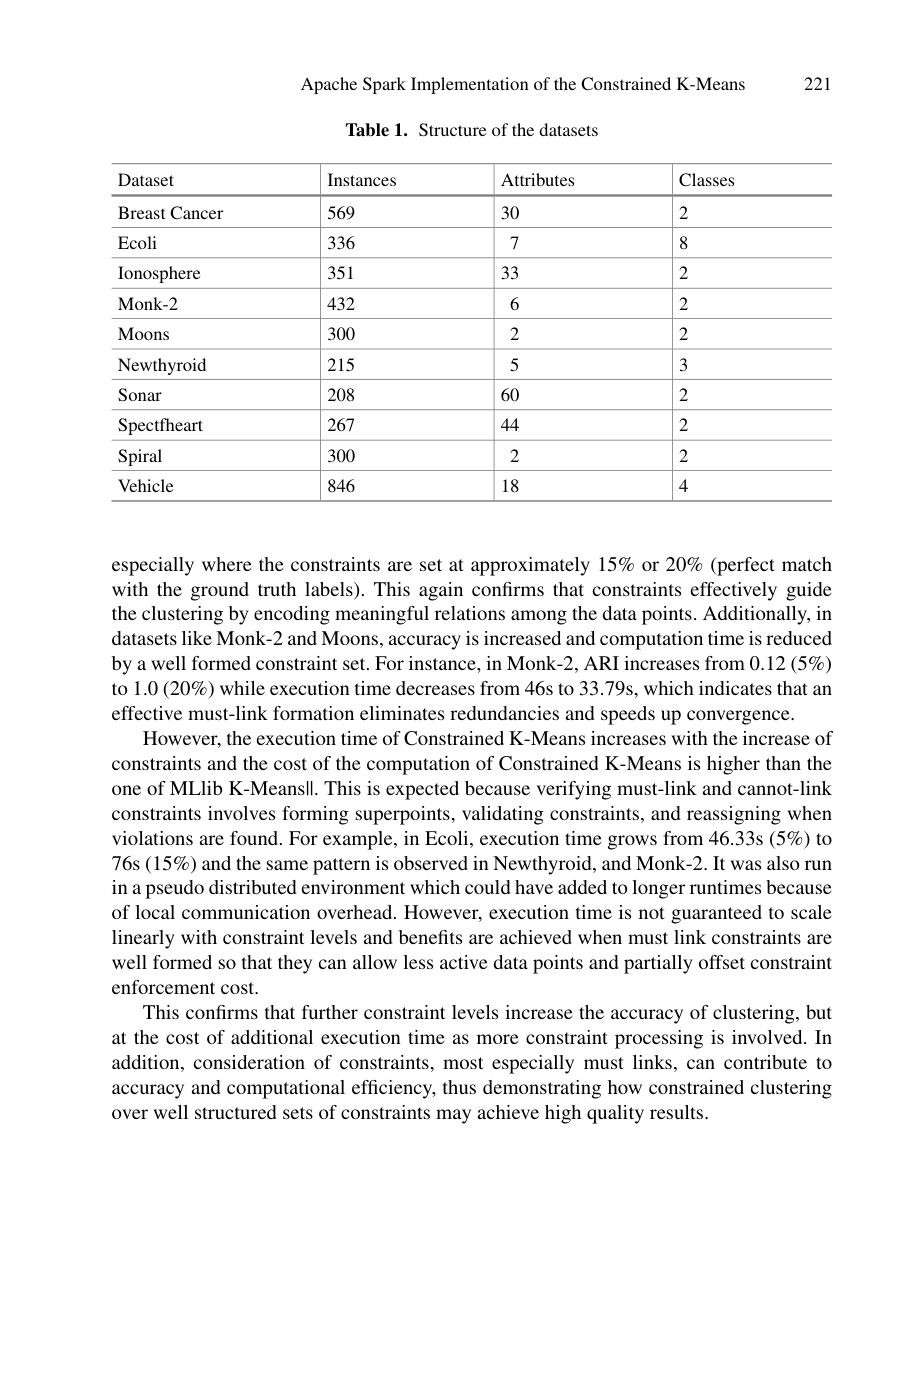 Apache Spark Implementation of the Constrained K-Means 221
Table 1. Structure of the datasets
Dataset Instances Attributes Classes
Breast Cancer 569 30 2
Ecoli 336 7 8
Ionosphere 351 33 2
Monk-2 432 6 2
Moons 300 2 2
Newthyroid 215 5 3
Sonar 208 60 2
Spectfheart 267 44 2
Spiral 300 2 2
Vehicle 846 18 4
especially where the constraints are set at approximately 15% or 20% (perfect match
with the ground truth labels). This again confirms that constraints effectively guide
the clustering by encoding meaningful relations among the data points. Additionally, in
datasets like Monk-2 and Moons, accuracy is increased and computation time is reduced
by a well formed constraint set. For instance, in Monk-2, ARI increases from 0.12 (5%)
to 1.0 (20%) while execution time decreases from 46s to 33.79s, which indicates that an
effective must-link formation eliminates redundancies and speeds up convergence.
However, the execution time of Constrained K-Means increases with the increase of
constraints and the cost of the computation of Constrained K-Means is higher than the
one of MLlib K-Means||. This is expected because verifying must-link and cannot-link
constraints involves forming superpoints, validating constraints, and reassigning when
violations are found. For example, in Ecoli, execution time grows from 46.33s (5%) to
76s (15%) and the same pattern is observed in Newthyroid, and Monk-2. It was also run
in a pseudo distributed environment which could have added to longer runtimes because
of local communication overhead. However, execution time is not guaranteed to scale
linearly with constraint levels and benefits are achieved when must link constraints are
well formed so that they can allow less active data points and partially offset constraint
enforcement cost.
This confirms that further constraint levels increase the accuracy of clustering, but
at the cost of additional execution time as more constraint processing is involved. In
addition, consideration of constraints, most especially must links, can contribute to
accuracy and computational efficiency, thus demonstrating how constrained clustering
over well structured sets of constraints may achieve high quality results.